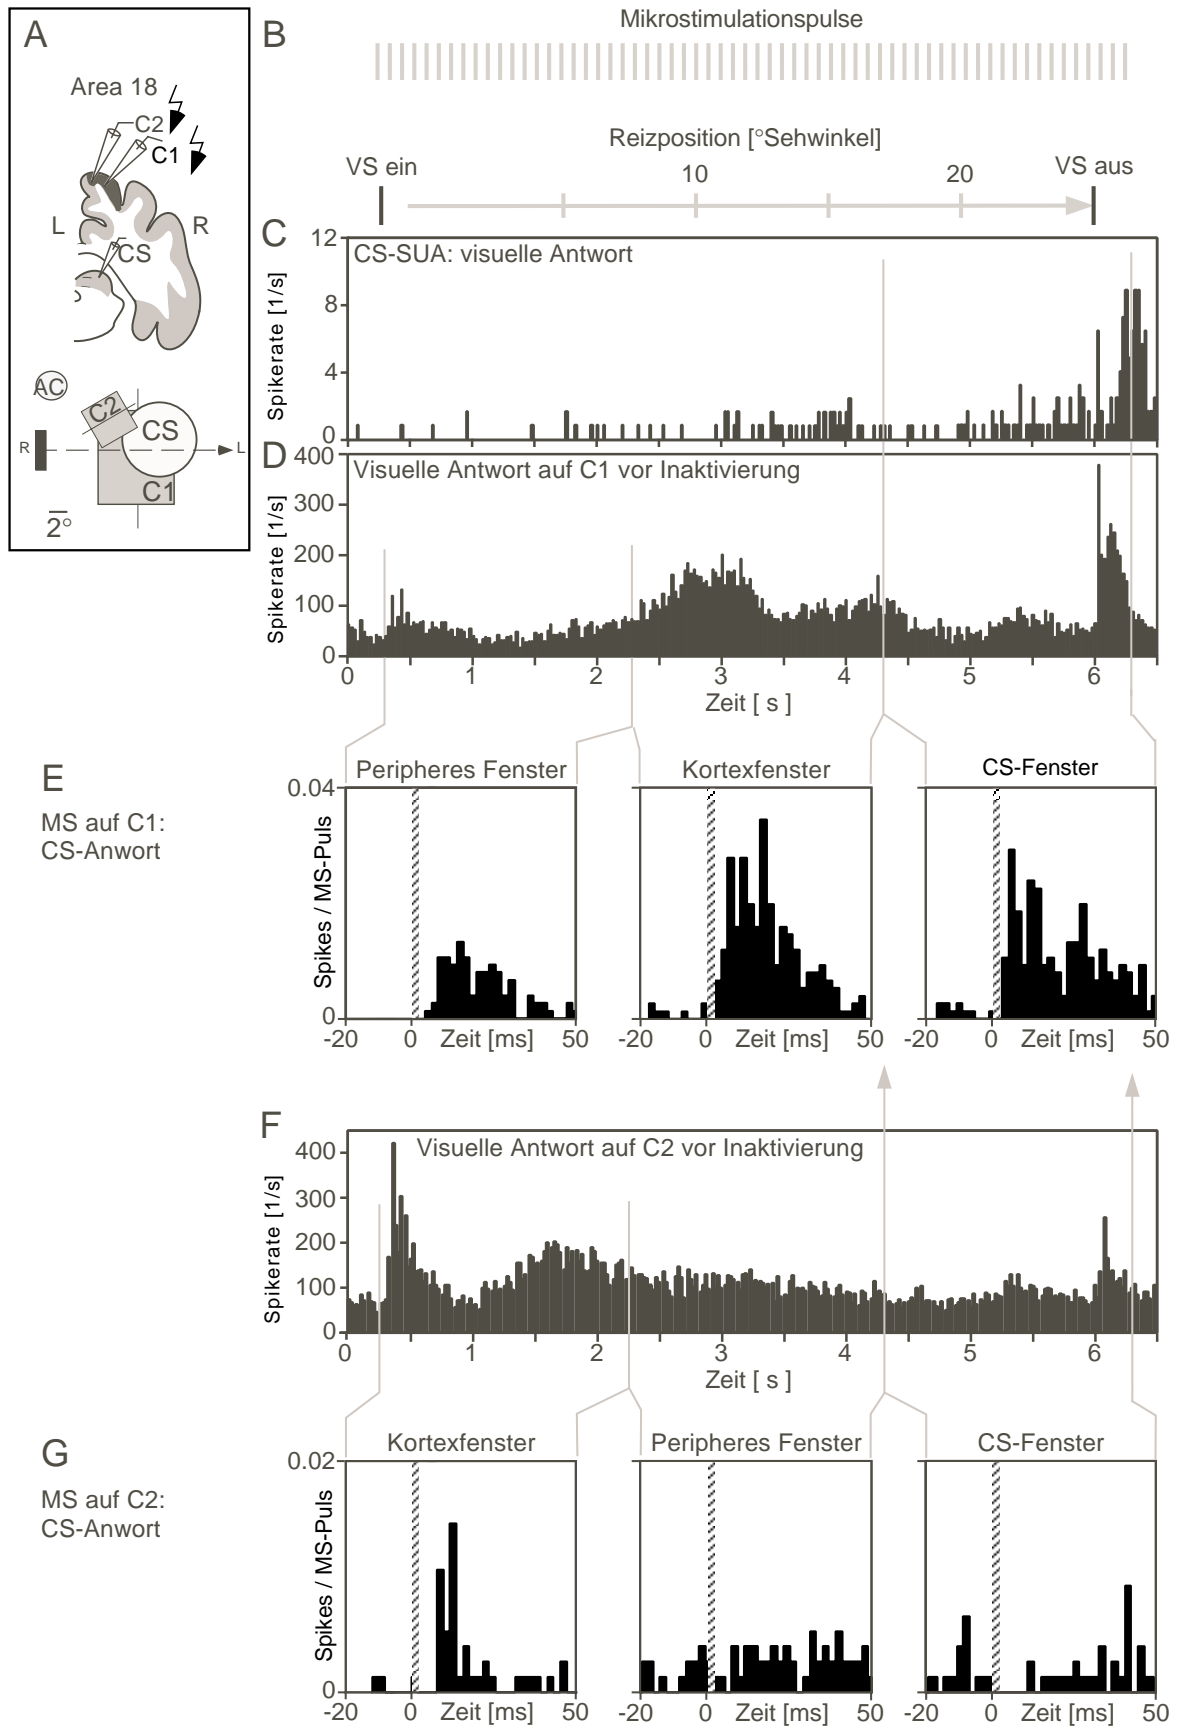 A
Area 18
C2
C1
L
R
CS
AC
C2
CS
R
L
C1
2°
B
Mikrostimulationspulse
Reizposition [°Sehwinkel]
VS ein
10
20
VS aus
C
CS-SUA: visuelle Antwort
Spikerate [1/s]
12
8
4
0
D
Visuelle Antwort auf C1 vor Inaktivierung
Spikerate [1/s]
400
300
200
100
0
0 1 2 3 4 5 6
Zeit [ s ]
E
MS auf C1:
CS-Anwort
Peripheres Fenster
Kortexfenster
CS-Fenster
Spikes / MS-Puls
0.04
0
-20 0 Zeit [ms] 50
-20 0 Zeit [ms] 50
-20 0 Zeit [ms] 50
F
Visuelle Antwort auf C2 vor Inaktivierung
Spikerate [1/s]
400
300
200
100
0
0 1 2 3 4 5 6
Zeit [ s ]
G
MS auf C2:
CS-Anwort
Kortexfenster
Peripheres Fenster
CS-Fenster
Spikes / MS-Puls
0.02
0
-20 0 Zeit [ms] 50
-20 0 Zeit [ms] 50
-20 0 Zeit [ms] 50